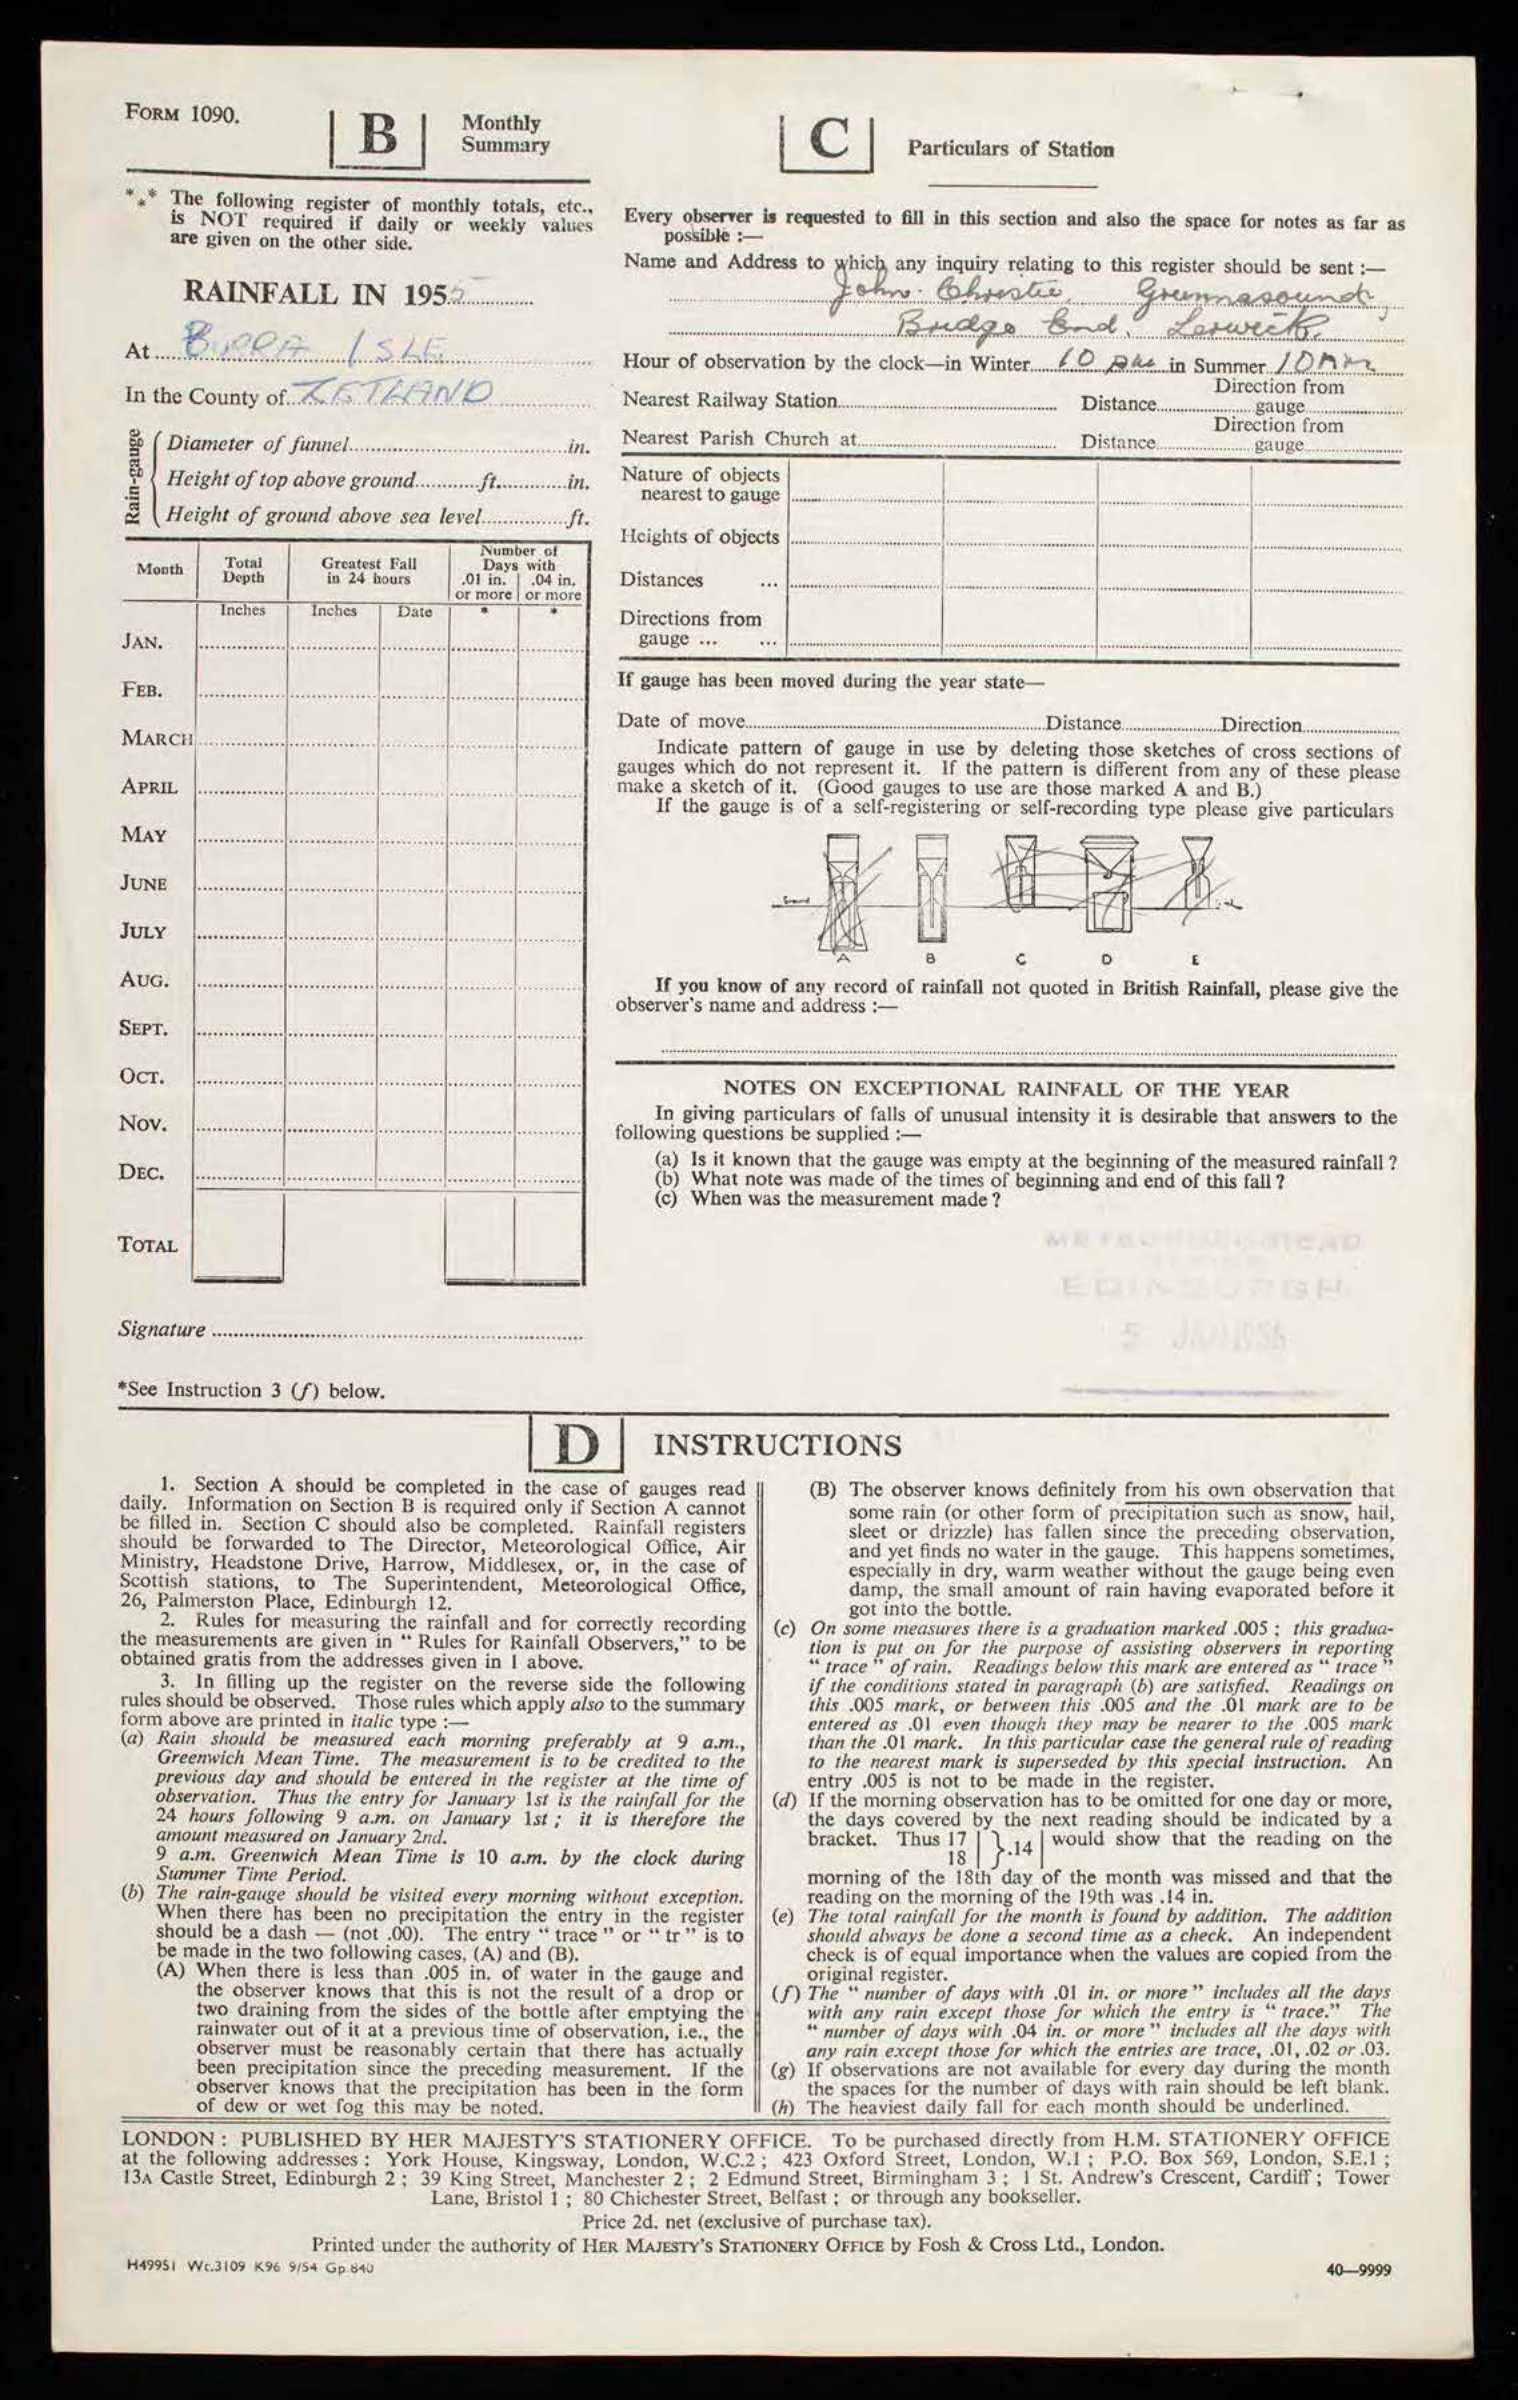 FORM 1090.
B
Monthly
Summary
*** The following register of monthly totals, etc.,
is NOT required if daily or weekly values
are given on the other side.
RAINFALL IN 1955
At BURRA ISLE
In the County of ZETLAND
Rain-gauge
Diameter of funnel in.
Height of top above ground ft. in.
Height of ground above sea level ft.
Month
Total
Depth
Greatest Fall
in 24 hours
Number of
Days with
.01 in.
or more
.04 in.
or more
Inches Inches Date * *
JAN.
FEB.
MARCH
APRIL
MAY
JUNE
JULY
AUG.
SEPT.
OCT.
NOV.
DEC.
TOTAL
Signature
*See Instruction 3 (f) below.
C
Particulars of Station
Every observer is requested to fill in this section and also the space for notes as far as
possible :—
Name and Address to which any inquiry relating to this register should be sent :—
John Christie, Grunnasound,
Bridge End, Lerwick.
Hour of observation by the clock—in Winter 10 am in Summer 10 AM
Nearest Railway Station Distance Direction from
gauge
Nearest Parish Church at Distance Direction from
gauge
Nature of objects
nearest to gauge
Heights of objects
Distances ...
Directions from
gauge ... ...
If gauge has been moved during the year state—
Date of move Distance Direction
Indicate pattern of gauge in use by deleting those sketches of cross sections of
gauges which do not represent it. If the pattern is different from any of these please
make a sketch of it. (Good gauges to use are those marked A and B.)
If the gauge is of a self-registering or self-recording type please give particulars
Ground
A B C D E
If you know of any record of rainfall not quoted in British Rainfall, please give the
observer's name and address :—
NOTES ON EXCEPTIONAL RAINFALL OF THE YEAR
In giving particulars of falls of unusual intensity it is desirable that answers to the
following questions be supplied :—
(a) Is it known that the gauge was empty at the beginning of the measured rainfall ?
(b) What note was made of the times of beginning and end of this fall ?
(c) When was the measurement made ?
EDINBURGH
5 JAN 1956
D
INSTRUCTIONS
1. Section A should be completed in the case of gauges read
daily. Information on Section B is required only if Section A cannot
be filled in. Section C should also be completed. Rainfall registers
should be forwarded to The Director, Meteorological Office, Air
Ministry, Headstone Drive, Harrow, Middlesex, or, in the case of
Scottish stations, to The Superintendent, Meteorological Office,
26, Palmerston Place, Edinburgh 12.
2. Rules for measuring the rainfall and for correctly recording
the measurements are given in “ Rules for Rainfall Observers,” to be
obtained gratis from the addresses given in 1 above.
3. In filling up the register on the reverse side the following
rules should be observed. Those rules which apply also to the summary
form above are printed in italic type :—
(a) Rain should be measured each morning preferably at 9 a.m.,
Greenwich Mean Time. The measurement is to be credited to the
previous day and should be entered in the register at the time of
observation. Thus the entry for January 1st is the rainfall for the
24 hours following 9 a.m. on January 1st ; it is therefore the
amount measured on January 2nd.
9 a.m. Greenwich Mean Time is 10 a.m. by the clock during
Summer Time Period.
(b) The rain-gauge should be visited every morning without exception.
When there has been no precipitation the entry in the register
should be a dash — (not .00). The entry “ trace ” or “ tr ” is to
be made in the two following cases, (A) and (B).
(A) When there is less than .005 in. of water in the gauge and
the observer knows that this is not the result of a drop or
two draining from the sides of the bottle after emptying the
rainwater out of it at a previous time of observation, i.e., the
observer must be reasonably certain that there has actually
been precipitation since the preceding measurement. If the
observer knows that the precipitation has been in the form
of dew or wet fog this may be noted.
(B) The observer knows definitely from his own observation that
some rain (or other form of precipitation such as snow, hail,
sleet or drizzle) has fallen since the preceding observation,
and yet finds no water in the gauge. This happens sometimes,
especially in dry, warm weather without the gauge being even
damp, the small amount of rain having evaporated before it
got into the bottle.
(c) On some measures there is a graduation marked .005 ; this gradua-
tion is put on for the purpose of assisting observers in reporting
“ trace ” of rain. Readings below this mark are entered as “ trace ”
if the conditions stated in paragraph (b) are satisfied. Readings on
this .005 mark, or between this .005 and the .01 mark are to be
entered as .01 even though they may be nearer to the .005 mark
than the .01 mark. In this particular case the general rule of reading
to the nearest mark is superseded by this special instruction. An
entry .005 is not to be made in the register.
(d) If the morning observation has to be omitted for one day or more,
the days covered by the next reading should be indicated by a
bracket. Thus 17 | } .14 | would show that the reading on the
18 |
morning of the 18th day of the month was missed and that the
reading on the morning of the 19th was .14 in.
(e) The total rainfall for the month is found by addition. The addition
should always be done a second time as a check. An independent
check is of equal importance when the values are copied from the
original register.
(f) The “ number of days with .01 in. or more ” includes all the days
with any rain except those for which the entry is “ trace.” The
“ number of days with .04 in. or more ” includes all the days with
any rain except those for which the entries are trace, .01, .02 or .03.
(g) If observations are not available for every day during the month
the spaces for the number of days with rain should be left blank.
(h) The heaviest daily fall for each month should be underlined.
LONDON : PUBLISHED BY HER MAJESTY'S STATIONERY OFFICE. To be purchased directly from H.M. STATIONERY OFFICE
at the following addresses : York House, Kingsway, London, W.C.2 ; 423 Oxford Street, London, W.1 ; P.O. Box 569, London, S.E.1 ;
13A Castle Street, Edinburgh 2 ; 39 King Street, Manchester 2 ; 2 Edmund Street, Birmingham 3 ; 1 St. Andrew's Crescent, Cardiff ; Tower
Lane, Bristol 1 ; 80 Chichester Street, Belfast ; or through any bookseller.
Price 2d. net (exclusive of purchase tax).
Printed under the authority of HER MAJESTY'S STATIONERY OFFICE by Fosh & Cross Ltd., London.
H49951 Wt.3109 K96 9/54 Gp.840
40—9999